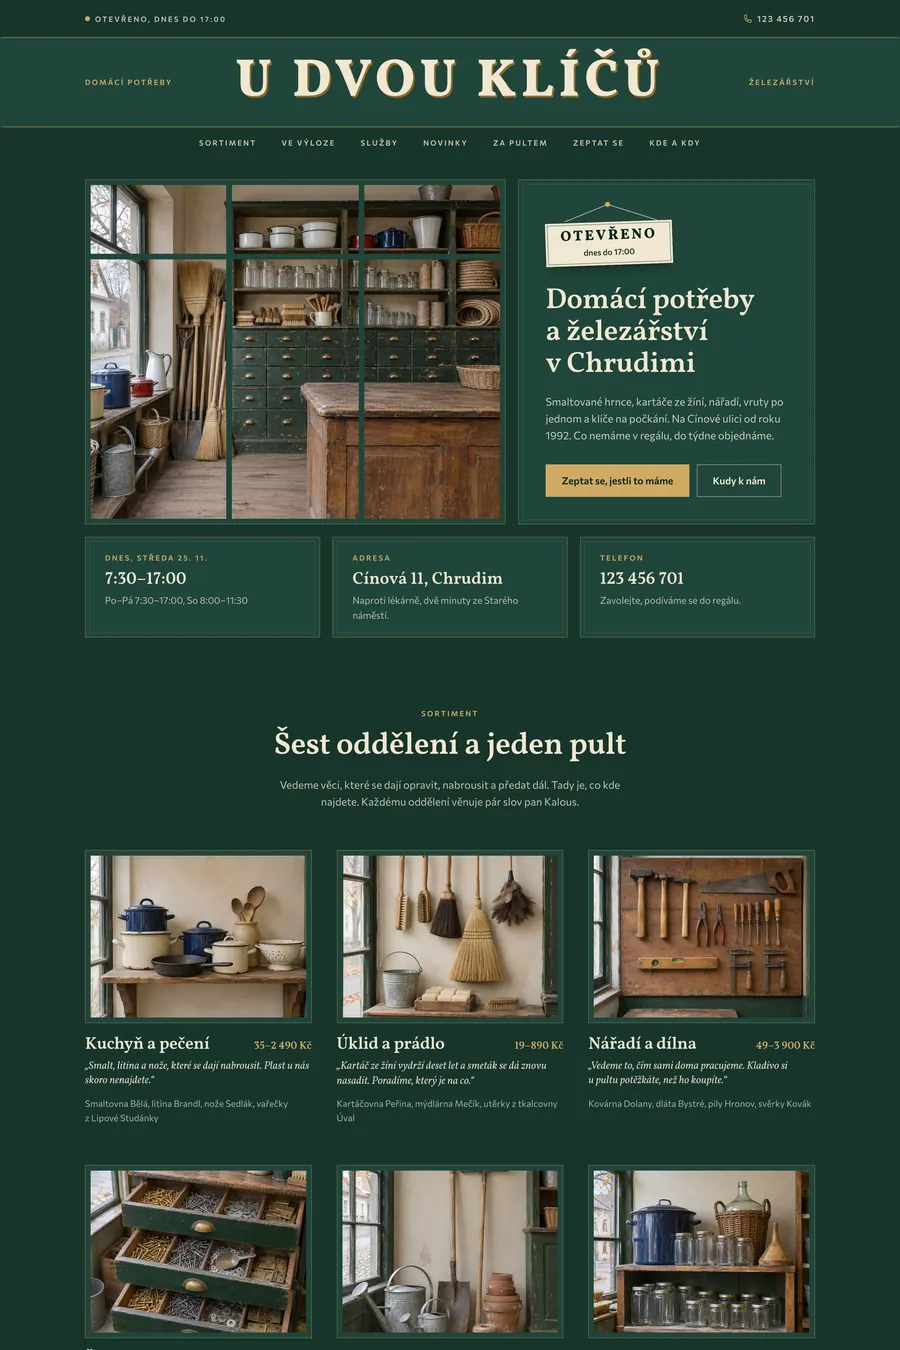 OTEVŘENO, DNES DO 17:00
123 456 701
DOMÁCÍ POTŘEBY
U DVOU KLÍČŮ
ŽELEZÁŘSTVÍ
SORTIMENT
VE VÝLOZE
SLUŽBY
NOVINKY
ZA PULTEM
ZEPTAT SE
KDE A KDY
OTEVŘENO
dnes do 17:00
Domácí potřeby
a železářství
v Chrudimi
Smaltované hrnce, kartáče ze žíní, nářadí, vruty po
jednom a klíče na počkání. Na Cínové ulici od roku
1992. Co nemáme v regálu, do týdne objednáme.
Zeptat se, jestli to máme
Kudy k nám
DNES, STŘEDA 25. 11.
7:30–17:00
Po–Pá 7:30–17:00, So 8:00–11:30
ADRESA
Cínová 11, Chrudim
Naproti lékárně, dvě minuty ze Starého
náměstí.
TELEFON
123 456 701
Zavolejte, podíváme se do regálu.
SORTIMENT
Šest oddělení a jeden pult
Vedeme věci, které se dají opravit, nabrousit a předat dál. Tady je, co kde
najdete. Každému oddělení věnuje pár slov pan Kalous.
Kuchyň a pečení
35–2 490 Kč
„Smalt, litina a nože, které se dají nabrousit. Plast u nás
skoro nenajdete.“
Smaltovna Bělá, litina Brandl, nože Sedlák, vařečky
z Lipové Studánky
Úklid a prádlo
19–890 Kč
„Kartáč ze žíní vydrží deset let a smeták se dá znovu
nasadit. Poradíme, který je na co.“
Kartáčovna Peřina, mýdlárna Mečík, utěrky z tkalcovny
Úval
Nářadí a dílna
49–3 900 Kč
„Vedeme to, čím sami doma pracujeme. Kladivo si
u pultu potěžkáte, než ho koupíte.“
Kovárna Dolany, dláta Bystré, pily Hronov, svěrky Kovák